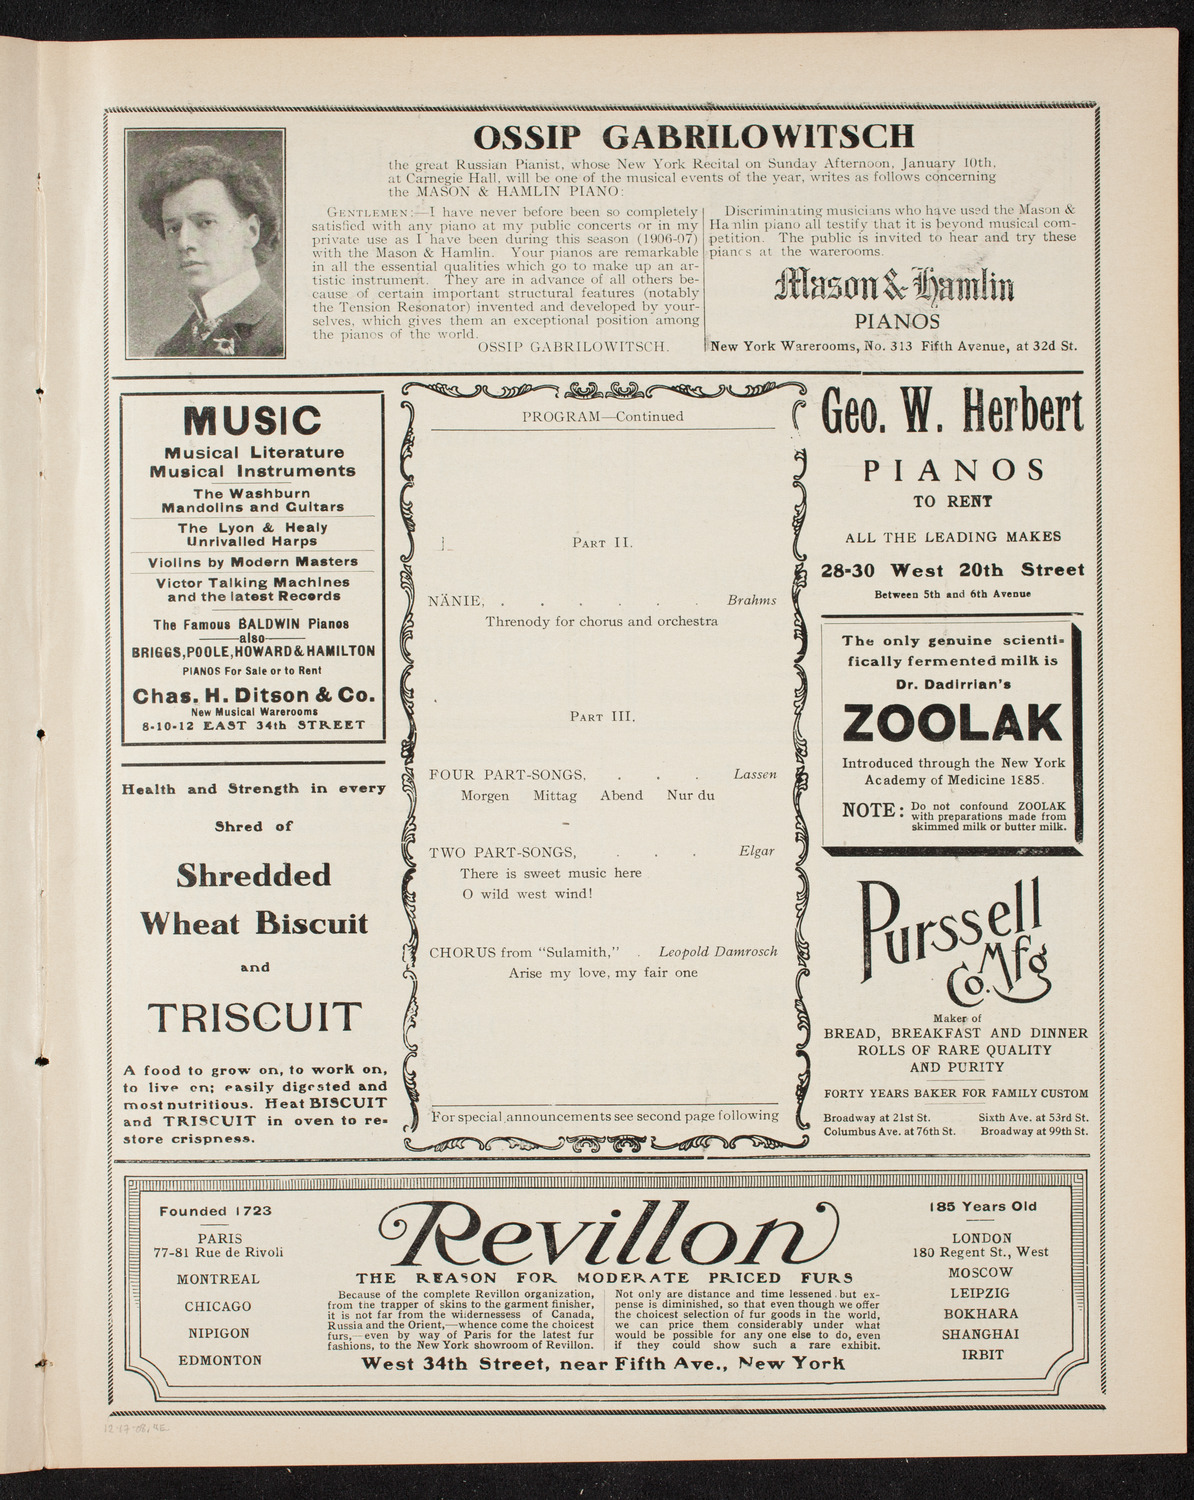 OSSIP GABRILOWITSCH
the great Russian Pianist, whose New York Recital on Sunday Afternoon, January 10th,
at Carnegie Hall, will be one of the musical events of the year, writes as follows concerning
the MASON & HAMLIN PIANO:
GENTLEMEN:—I have never before been so completely
satisfied with any piano at my public concerts or in my
private use as I have been during this season (1906-07)
with the Mason & Hamlin. Your pianos are remarkable
in all the essential qualities which go to make up an ar-
tistic instrument. They are in advance of all others be-
cause of certain important structural features (notably
the Tension Resonator) invented and developed by your-
selves, which gives them an exceptional position among
the pianos of the world.
OSSIP GABRILOWITSCH.
Discriminating musicians who have used the Mason &
Hamlin piano all testify that it is beyond musical com-
petition. The public is invited to hear and try these
pianos at the warerooms.
Mason & Hamlin
PIANOS
New York Warerooms, No. 313 Fifth Avenue, at 32d St.
MUSIC
Musical Literature
Musical Instruments
The Washburn
Mandolins and Guitars
The Lyon & Healy
Unrivalled Harps
Violins by Modern Masters
Victor Talking Machines
and the latest Records
The Famous BALDWIN Pianos
also
BRIGGS, POOLE, HOWARD & HAMILTON
PIANOS For Sale or to Rent
Chas. H. Ditson & Co.
New Musical Warerooms
8-10-12 EAST 34th STREET
Health and Strength in every
Shred of
Shredded
Wheat Biscuit
and
TRISCUIT
A food to grow on, to work on,
to live on; easily digested and
most nutritious. Heat BISCUIT
and TRISCUIT in oven to re-
store crispness.
PROGRAM—Continued
PART II.
NÄNIE, . . . . . . Brahms
Threnody for chorus and orchestra
PART III.
FOUR PART-SONGS, . . . Lassen
Morgen Mittag Abend Nur du
TWO PART-SONGS, . . . Elgar
There is sweet music here
O wild west wind!
CHORUS from "Sulamith," . Leopold Damrosch
Arise my love, my fair one
For special announcements see second page following
Geo. W. Herbert
PIANOS
TO RENT
ALL THE LEADING MAKES
28-30 West 20th Street
Between 5th and 6th Avenue
The only genuine scienti-
fically fermented milk is
Dr. Dadirrian's
ZOOLAK
Introduced through the New York
Academy of Medicine 1885.
NOTE: Do not confound ZOOLAK
with preparations made from
skimmed milk or butter milk.
Purssell
Mfg
Co.
Maker of
BREAD, BREAKFAST AND DINNER
ROLLS OF RARE QUALITY
AND PURITY
FORTY YEARS BAKER FOR FAMILY CUSTOM
Broadway at 21st St. Sixth Ave. at 53rd St.
Columbus Ave. at 76th St. Broadway at 99th St.
Founded 1723
PARIS
77-81 Rue de Rivoli
MONTREAL
CHICAGO
NIPIGON
EDMONTON
Revillon
THE REASON FOR MODERATE PRICED FURS
Because of the complete Revillon organization,
from the trapper of skins to the garment finisher,
it is not far from the wildernessess of Canada,
Russia and the Orient,—whence come the choicest
furs,—even by way of Paris for the latest fur
fashions, to the New York showroom of Revillon.
Not only are distance and time lessened but ex-
pense is diminished, so that even though we offer
the choicest selection of fur goods in the world,
we can price them considerably under what
would be possible for any one else to do, even
if they could show such a rare exhibit.
West 34th Street, near Fifth Ave., New York
185 Years Old
LONDON
180 Regent St., West
MOSCOW
LEIPZIG
BOKHARA
SHANGHAI
IRBIT
12-17-08, AE